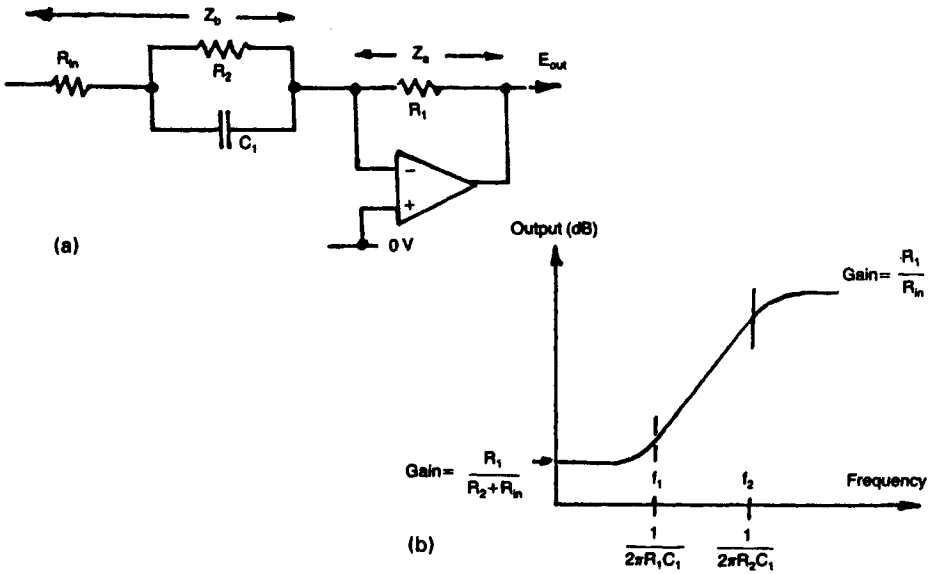 Z_b
R_in
R_2
C_1
Z_a
R_1
E_out
−
+
0 V
(a)
Output (dB)
Gain = R_1 / R_in
Gain = R_1 / R_2 + R_in
f_1
f_2
Frequency
1 / 2πR_1C_1
1 / 2πR_2C_1
(b)